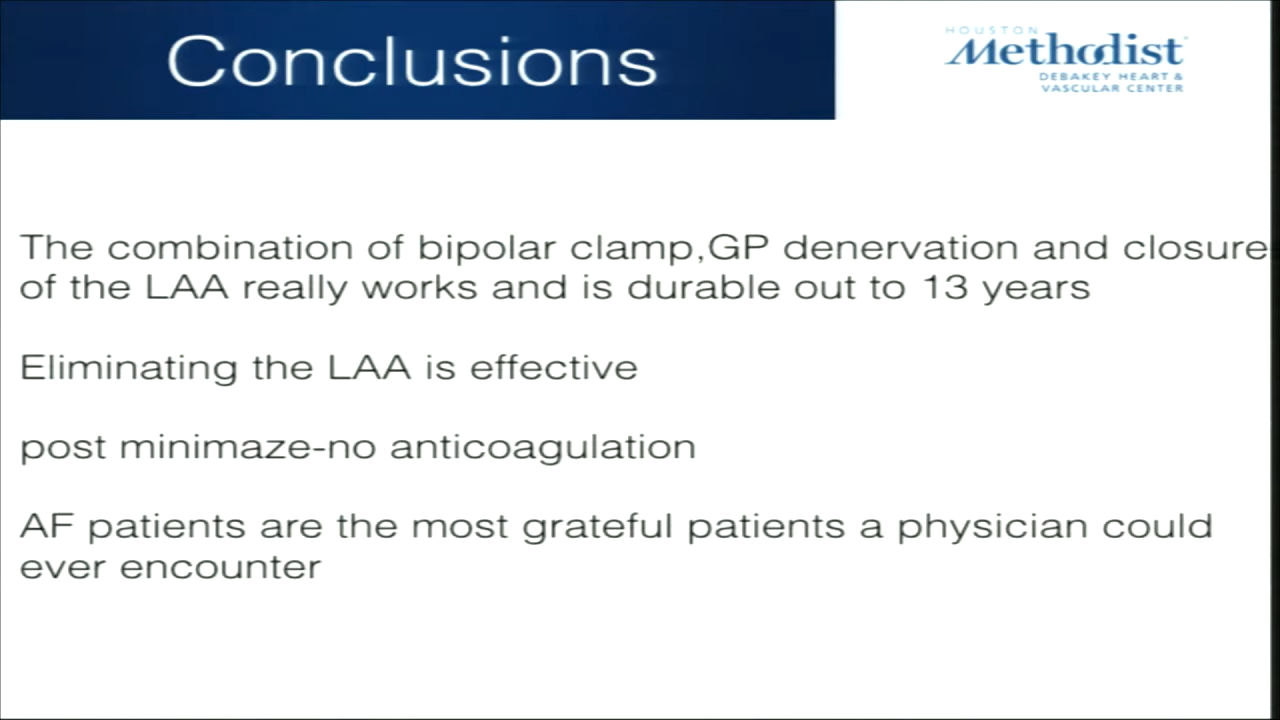 Conclusions
HOUSTON
Methodist
DEBAKEY HEART &
VASCULAR CENTER
The combination of bipolar clamp,GP denervation and closure
of the LAA really works and is durable out to 13 years
Eliminating the LAA is effective
post minimaze-no anticoagulation
AF patients are the most grateful patients a physician could
ever encounter